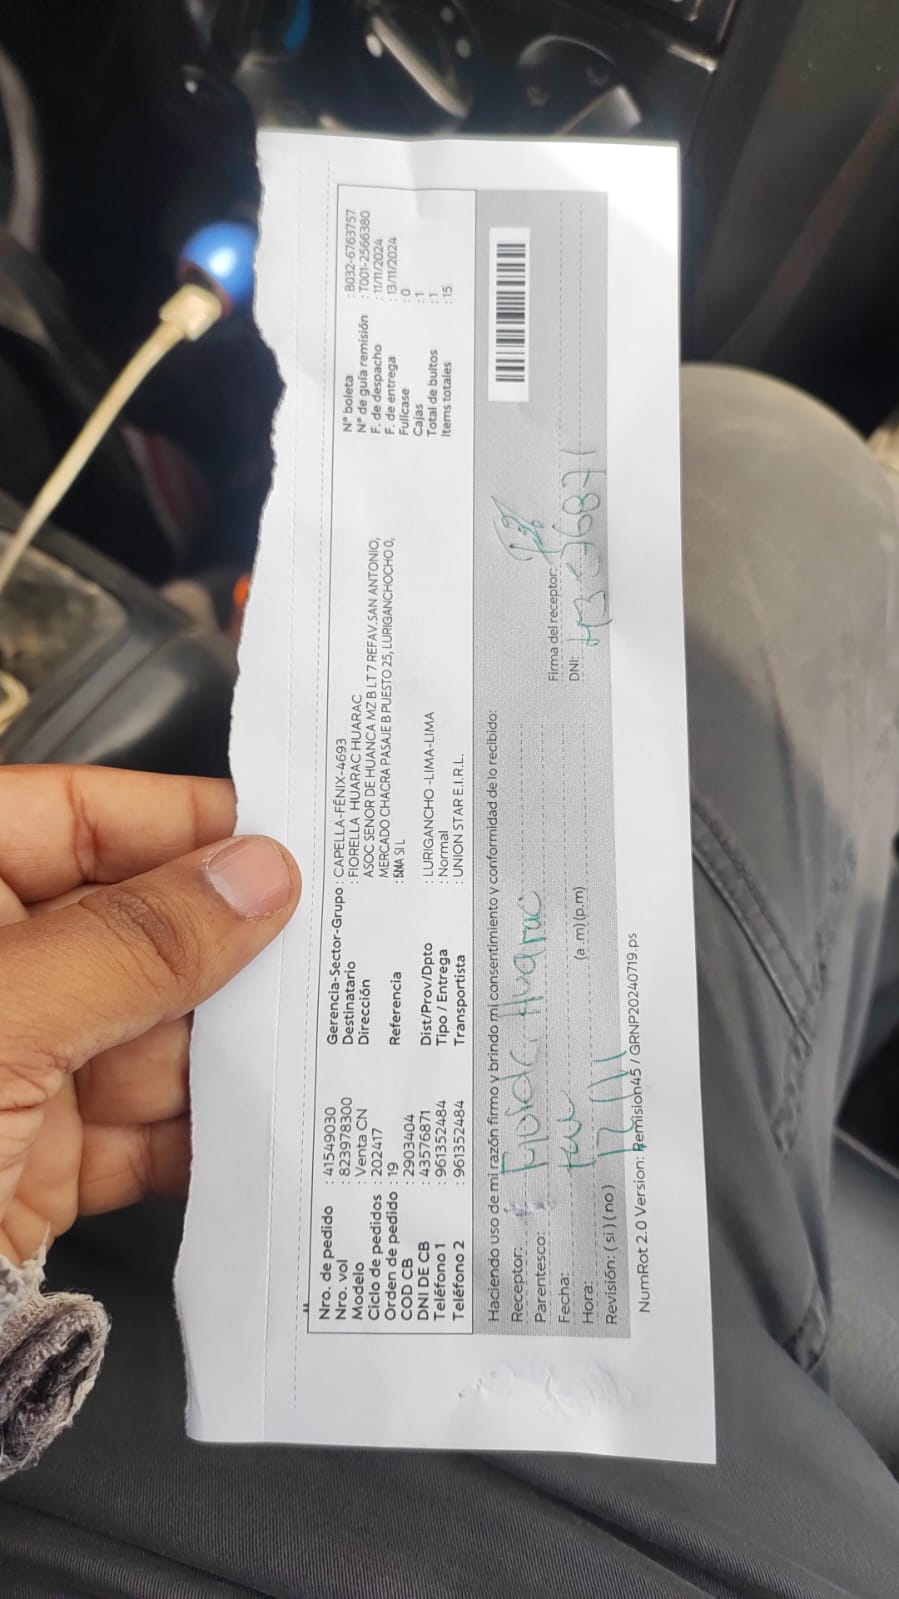 Nro. de pedido : 41549030
Nro. vol : 823978300
Modelo : Venta CN
Ciclo de pedidos : 202417
Orden de pedido : 19
COD CB : 2903404
DNI DE CB : 43576871
Teléfono 1 : 961352484
Teléfono 2 : 961352484
Gerencia-Sector-Grupo : CAPELLA-FÉNIX-4693
Destinatario : FIORELLA HUARAC HUARAC
Dirección ASOC SENOR DE HUANCA MZ B LT 7 REFAV.SAN ANTONIO,
MERCADO CHACRA PASAJE B PUESTO 25, LURIGANCHOCHO 0,
Referencia : SIL
Dist/Prov/Dpto : LURIGANCHO -LIMA-LIMA
Tipo / Entrega : Normal
Transportista : UNION STAR E.I.R.L.
N° boleta : B032-6763757
N° de guía remisión : T001-2566380
F. de despacho : 11/11/2024
F. de entrega : 13/11/2024
Fullcase : 0
Cajas : 1
Total de bultos : 1
Items totales : 15
Haciendo uso de mi razón firmo y brindo mi consentimiento y conformidad de lo recibido:
Receptor: Huarac
Parentesco:
Fecha: 12/11
Hora: (a.m)(p.m)
Revisión: ( si ) ( no )
Firma del receptor:
DNI:
NumRot 2.0 Version: Remision45 / GRNP20240719.ps